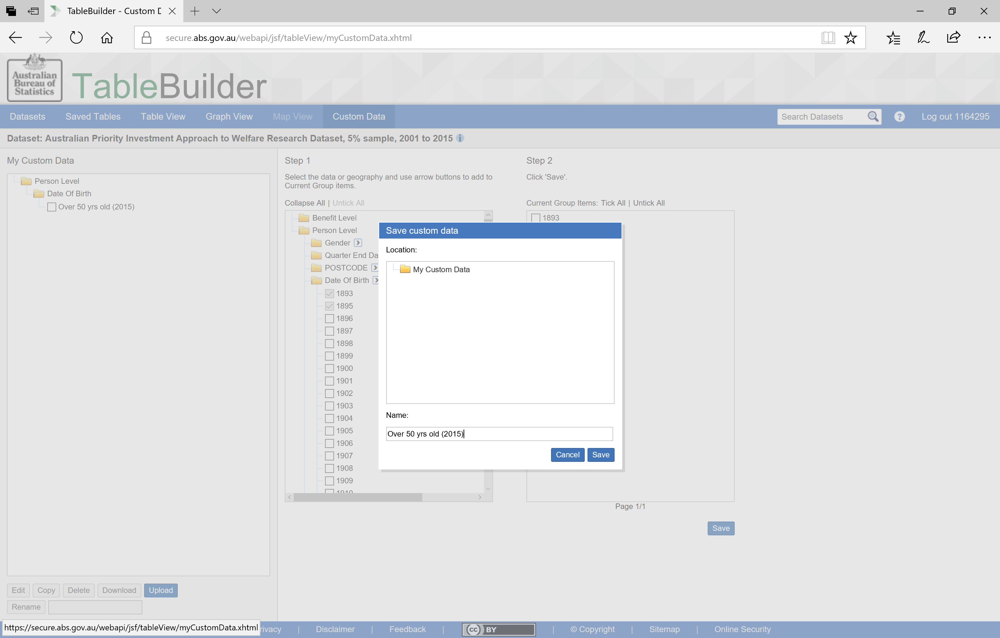 TableBuilder - Custom D
secure.abs.gov.au/webapi/jsf/tableView/myCustomData.xhtml
Australian
Bureau of
Statistics
TableBuilder
Datasets
Saved Tables
Table View
Graph View
Map View
Custom Data
Search Datasets
?
Log out 1164295
Dataset: Australian Priority Investment Approach to Welfare Research Dataset, 5% sample, 2001 to 2015 i
My Custom Data
Person Level
Date Of Birth
Over 50 yrs old (2015)
Edit
Copy
Delete
Download
Upload
Rename
Step 1
Select the data or geography and use arrow buttons to add to
Current Group items.
Collapse All | Untick All
Benefit Level
Person Level
Gender
Quarter End Da
POSTCODE
Date Of Birth
1893
1895
1896
1897
1898
1899
1900
1901
1902
1903
1904
1905
1906
1907
1908
1909
1910
Step 2
Click 'Save'.
Current Group Items: Tick All | Untick All
1893
Page 1/1
Save
Save custom data
Location:
My Custom Data
Name:
Over 50 yrs old (2015)
Cancel
Save
https://secure.abs.gov.au/webapi/jsf/tableView/myCustomData.xhtml
rivacy | Disclaimer | Feedback | cc BY | © Copyright | Sitemap | Online Security